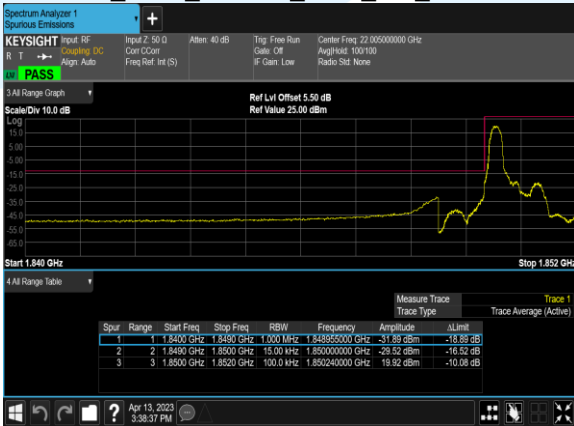 Spectrum Analyzer 1
Spurious Emissions
+
KEYSIGHT Input: RF Input Z: 50 Ω Atten: 40 dB Trig: Free Run Center Freq: 22.005000000 GHz
R T Coupling: DC Corr CCorr Gate: Off Avg|Hold: 100/100
Align: Auto Freq Ref: Int (S) IF Gain: Low Radio Std: None
LXI PASS
3 All Range Graph
Ref Lvl Offset 5.50 dB
Scale/Div 10.0 dB Ref Value 25.00 dBm
Log
15.0
5.00
-5.00
-15.0
-25.0
-35.0
-45.0
-55.0
-65.0
Start 1.840 GHz Stop 1.852 GHz
4 All Range Table
Measure Trace Trace 1
Trace Type Trace Average (Active)
Spur Range Start Freq Stop Freq RBW Frequency Amplitude ΔLimit
1 1 1.8400 GHz 1.8490 GHz 1.000 MHz 1.848955000 GHz -31.89 dBm -18.89 dB
2 2 1.8490 GHz 1.8500 GHz 15.00 kHz 1.850000000 GHz -29.52 dBm -16.52 dB
3 3 1.8500 GHz 1.8520 GHz 100.0 kHz 1.850240000 GHz 19.92 dBm -10.08 dB
? Apr 13, 2023
3:38:37 PM